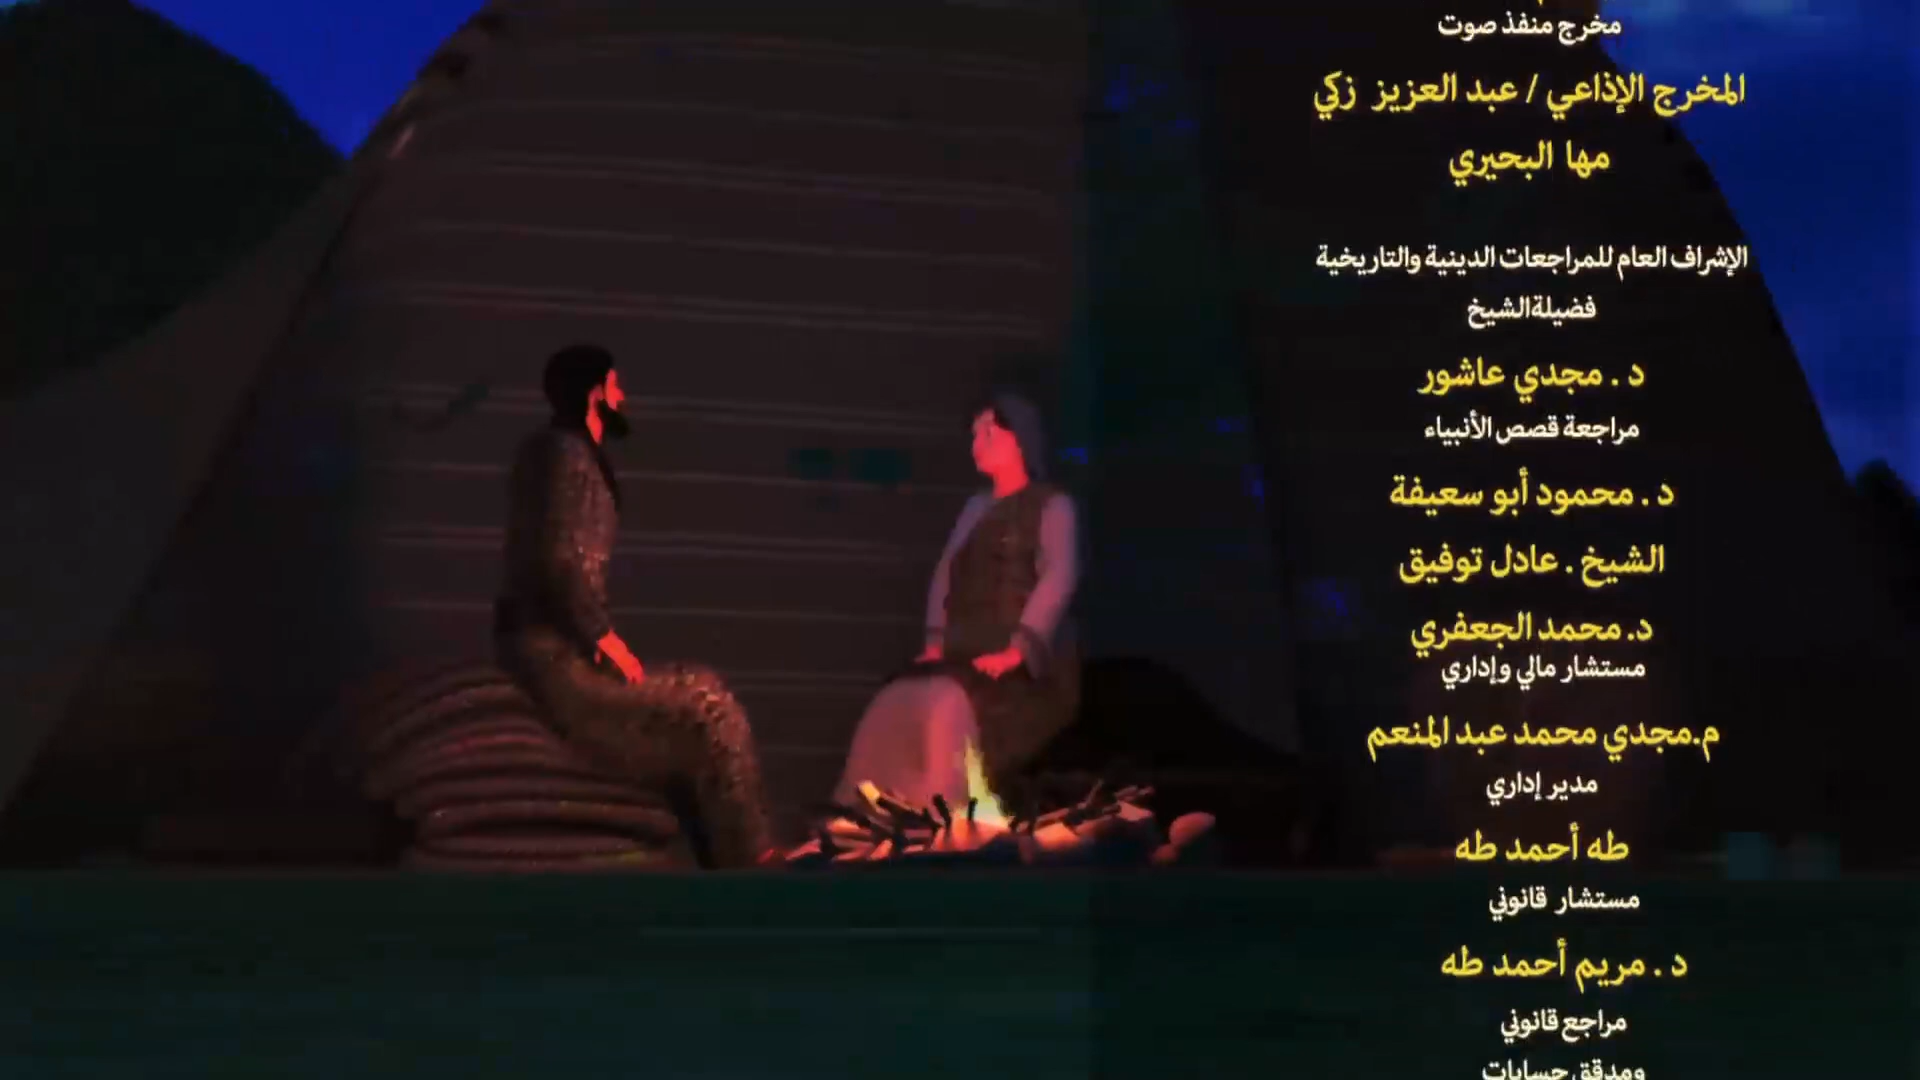 مخرج منفذ صوت
المخرج الإذاعي / عبد العزيز زكي
مها البحيري
الإشراف العام للمراجعات الدينية والتاريخية
فضيلةالشيخ
د . مجدي عاشور
مراجعة قصص الأنبياء
د . محمود أبو سعيفة
الشيخ . عادل توفيق
د. محمد الجعفري
مستشار مالي وإداري
م.مجدي محمد عبد المنعم
مدير إداري
طه أحمد طه
مستشار قانوني
د . مريم أحمد طه
مراجع قانوني
ومدقق حسابات